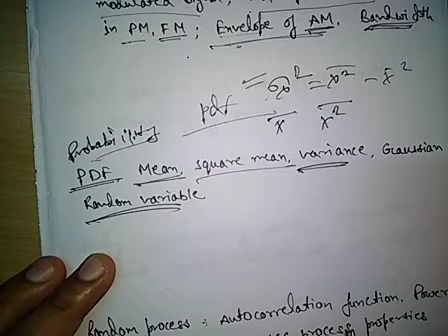 modulated signal,
in PM, FM ; Envelope of AM, Bandwidth
σx² = x̅² - x̄²
pdf
x̄ x̅²
Probability
PDF Mean, square mean, variance, Gaussian
Random variable
Random process : Autocorrelation function, Power
process properties